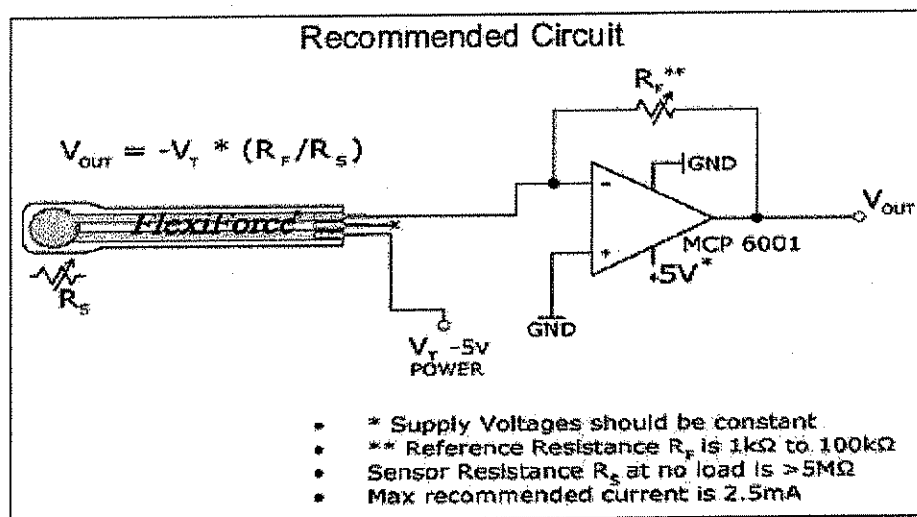 Recommended Circuit
R_F**
V_OUT = -V_T * (R_F/R_S)
GND
FlexiForce
-
V_OUT
+
MCP 6001
5V*
R_S
GND
V_T -5v
POWER
• * Supply Voltages should be constant
• ** Reference Resistance R_F is 1kΩ to 100kΩ
• Sensor Resistance R_S at no load is >5MΩ
• Max recommended current is 2.5mA